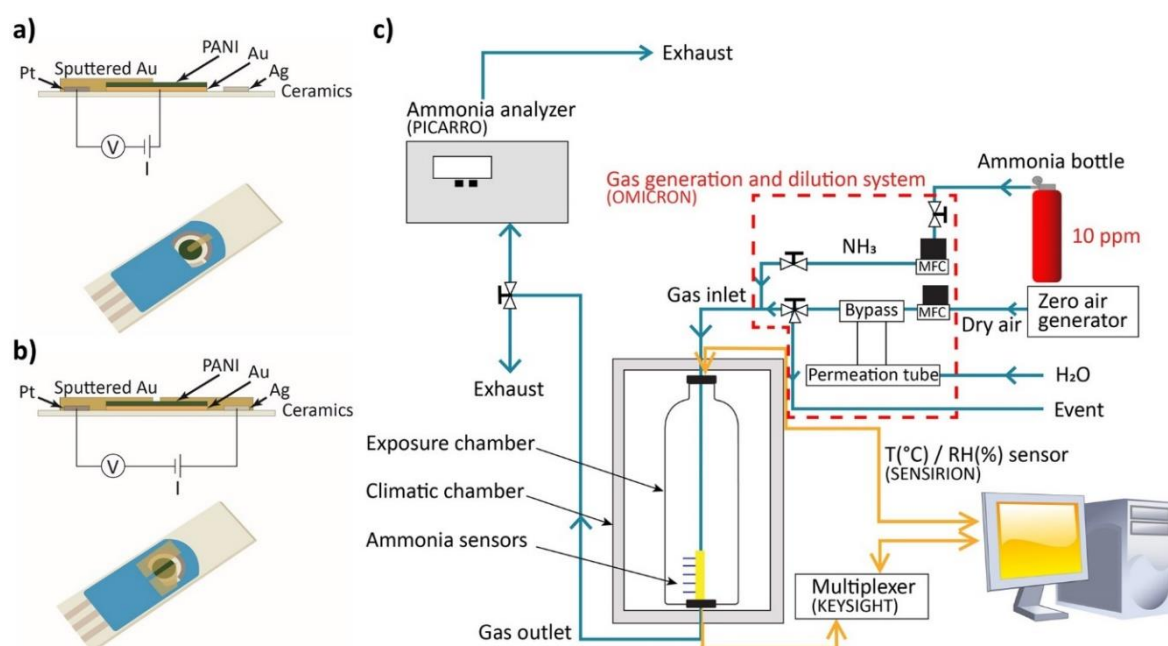 a)
PANI
Au
Sputtered Au
Pt
Ag
Ceramics
V
I
b)
PANI
Au
Sputtered Au
Pt
Ag
Ceramics
V
I
c)
Exhaust
Ammonia analyzer
(PICARRO)
Ammonia bottle
Gas generation and dilution system
(OMICRON)
10 ppm
NH₃
MFC
Gas inlet
Bypass
MFC
Dry air
Zero air
generator
Permeation tube
H₂O
Event
Exhaust
Exposure chamber
Climatic chamber
Ammonia sensors
T(°C) / RH(%) sensor
(SENSIRION)
Multiplexer
(KEYSIGHT)
Gas outlet